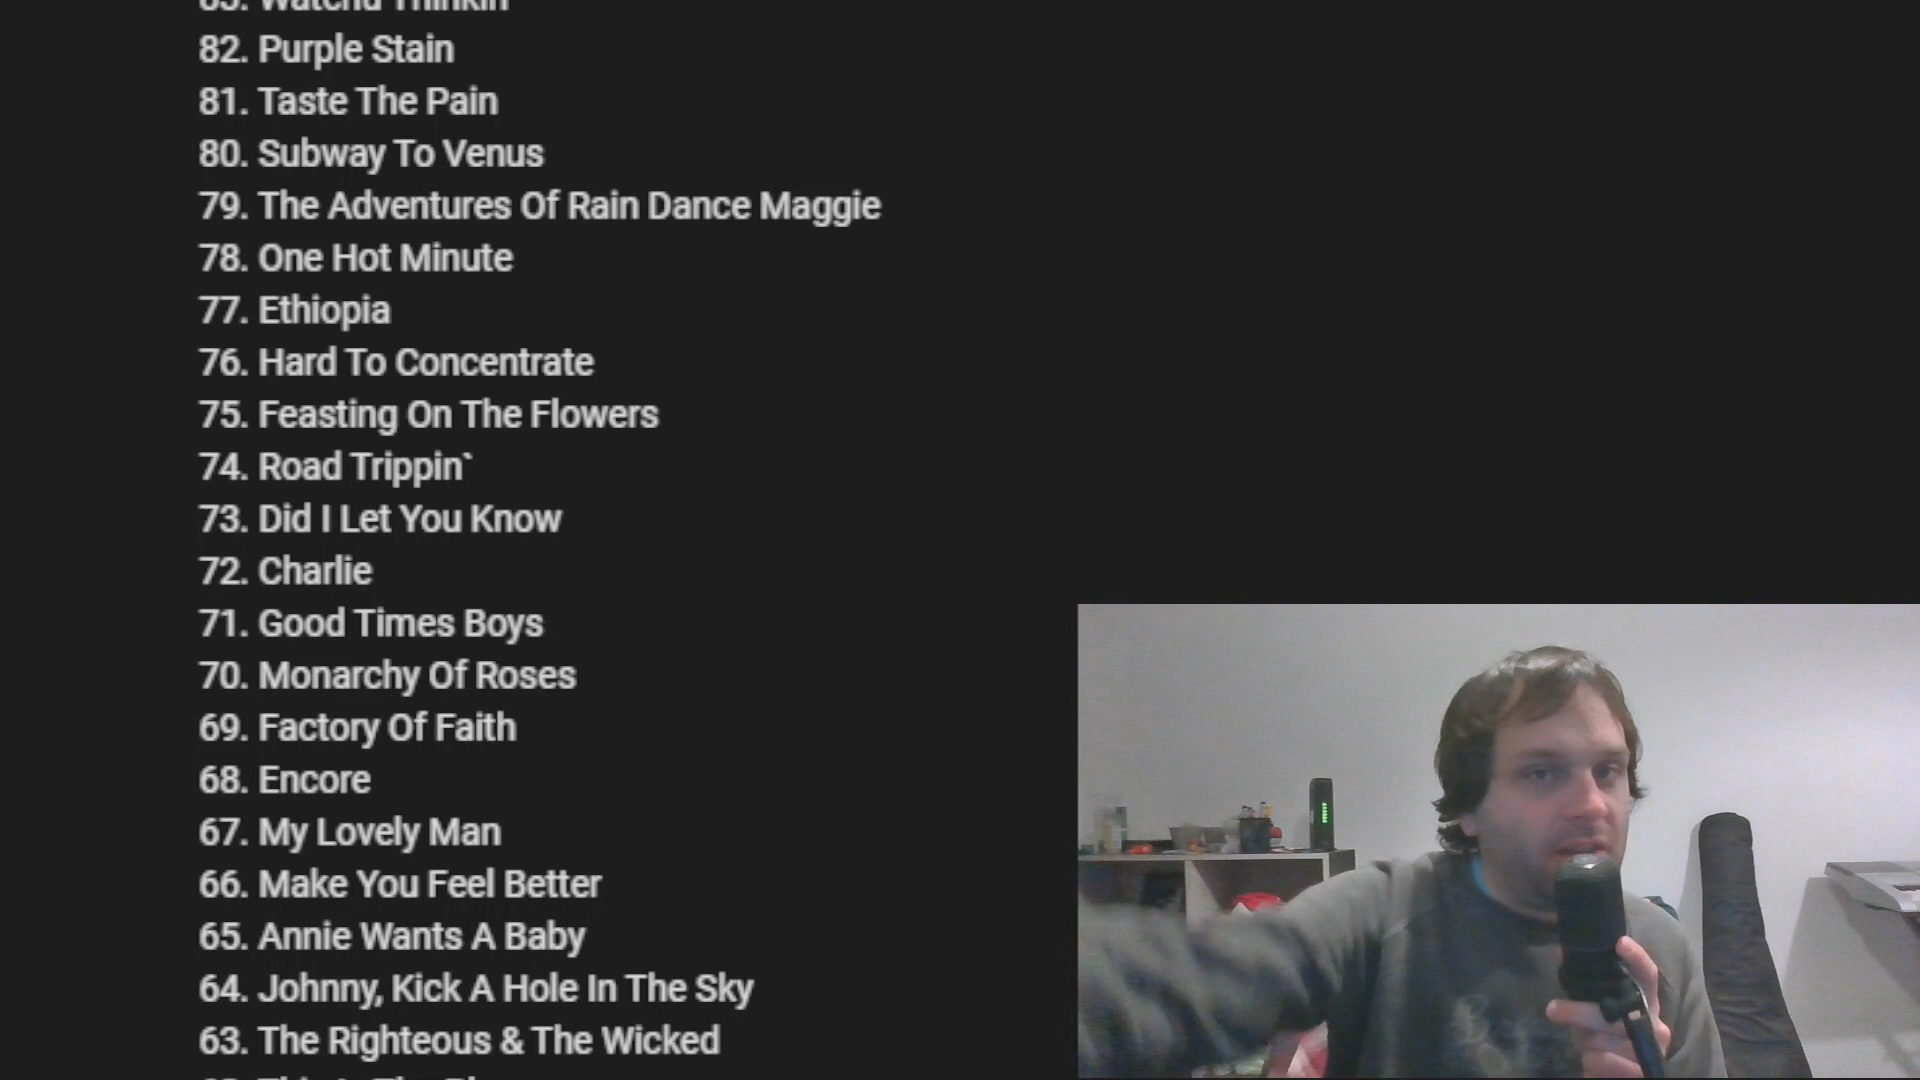 83. Watchu Thinkin
82. Purple Stain
81. Taste The Pain
80. Subway To Venus
79. The Adventures Of Rain Dance Maggie
78. One Hot Minute
77. Ethiopia
76. Hard To Concentrate
75. Feasting On The Flowers
74. Road Trippin`
73. Did I Let You Know
72. Charlie
71. Good Times Boys
70. Monarchy Of Roses
69. Factory Of Faith
68. Encore
67. My Lovely Man
66. Make You Feel Better
65. Annie Wants A Baby
64. Johnny, Kick A Hole In The Sky
63. The Righteous & The Wicked